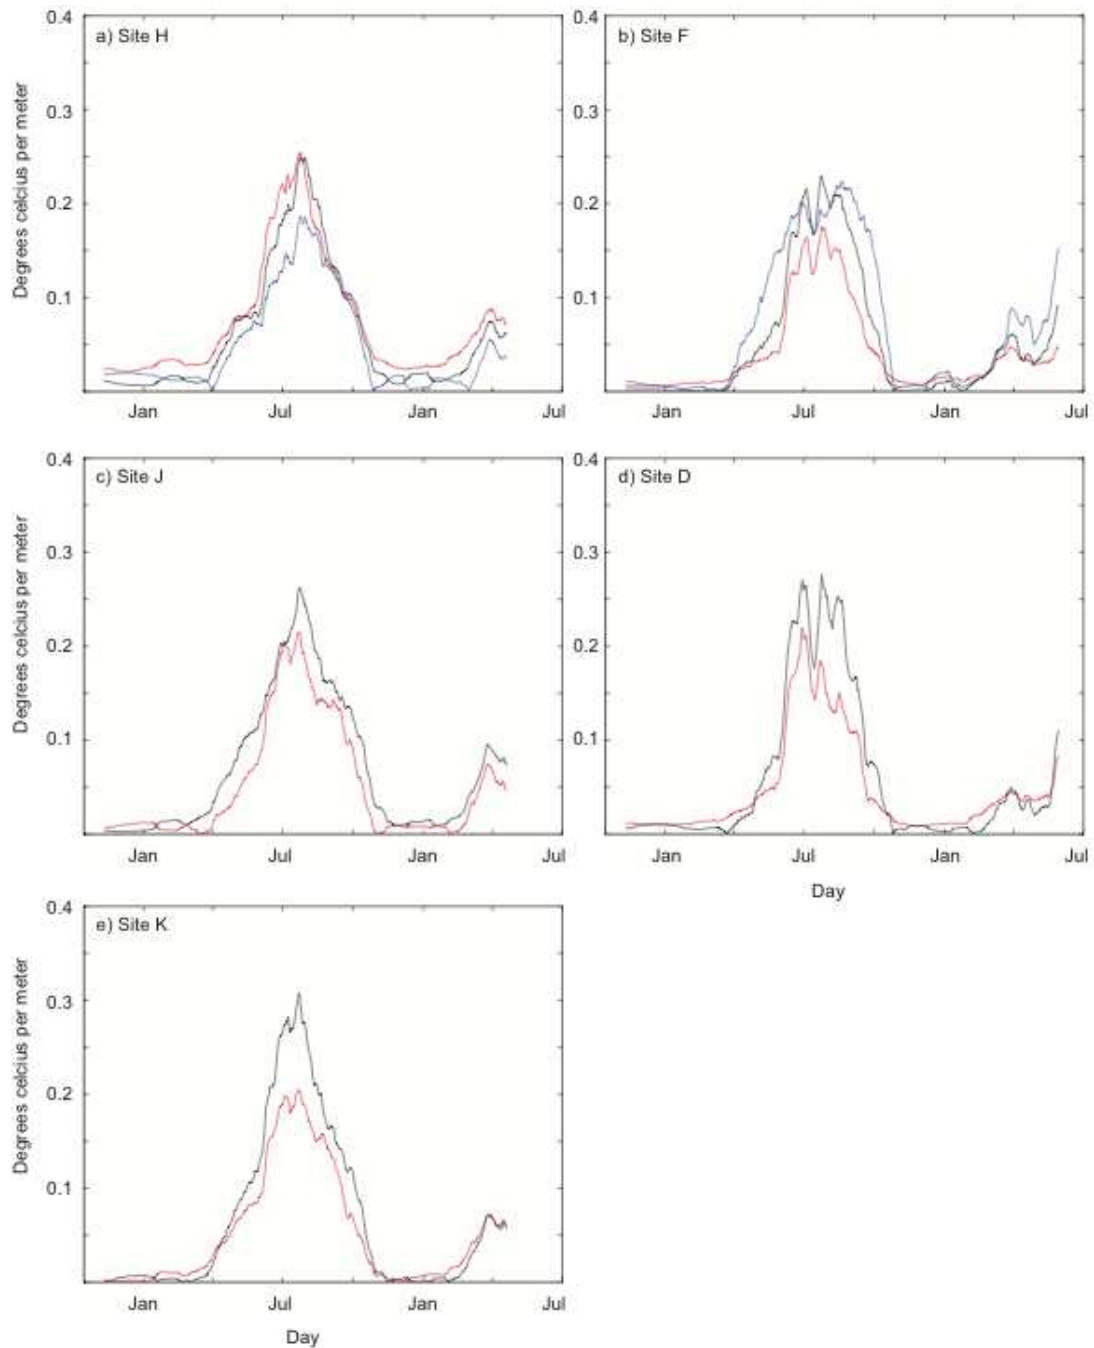 0.4
a) Site H
0.3
0.2
0.1
Degrees celcius per meter
Jan
Jul
Jan
Jul
0.4
b) Site F
0.3
0.2
0.1
Jan
Jul
Jan
Jul
0.4
c) Site J
0.3
0.2
0.1
Degrees celcius per meter
Jan
Jul
Jan
Jul
0.4
d) Site D
0.3
0.2
0.1
Jan
Jul
Jan
Jul
Day
0.4
e) Site K
0.3
0.2
0.1
Degrees celcius per meter
Jan
Jul
Jan
Jul
Day